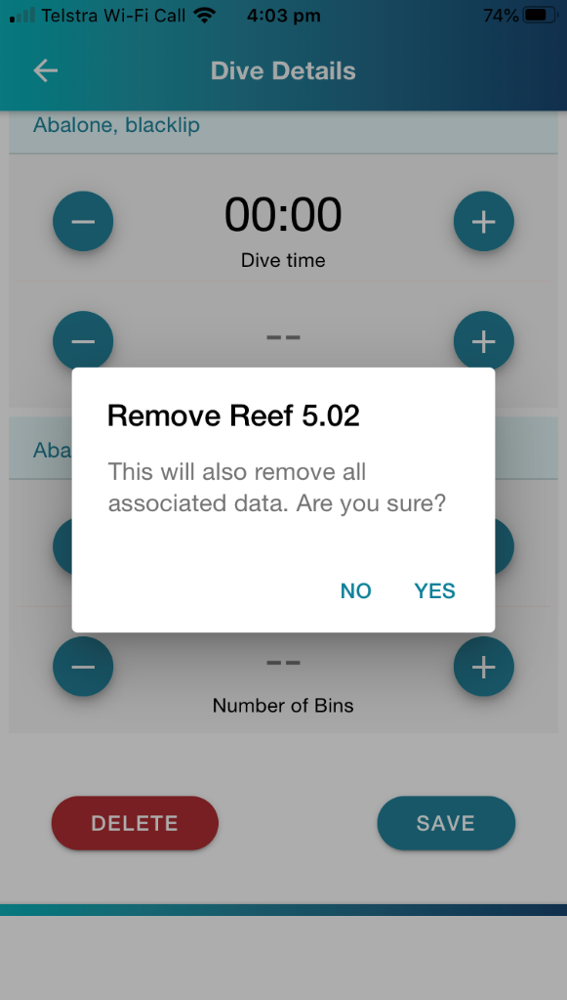 Telstra Wi-Fi Call 4:03 pm 74%
Dive Details
Abalone, blacklip
00:00
Dive time
--
Remove Reef 5.02
Aba
This will also remove all
associated data. Are you sure?
NO YES
--
Number of Bins
DELETE SAVE